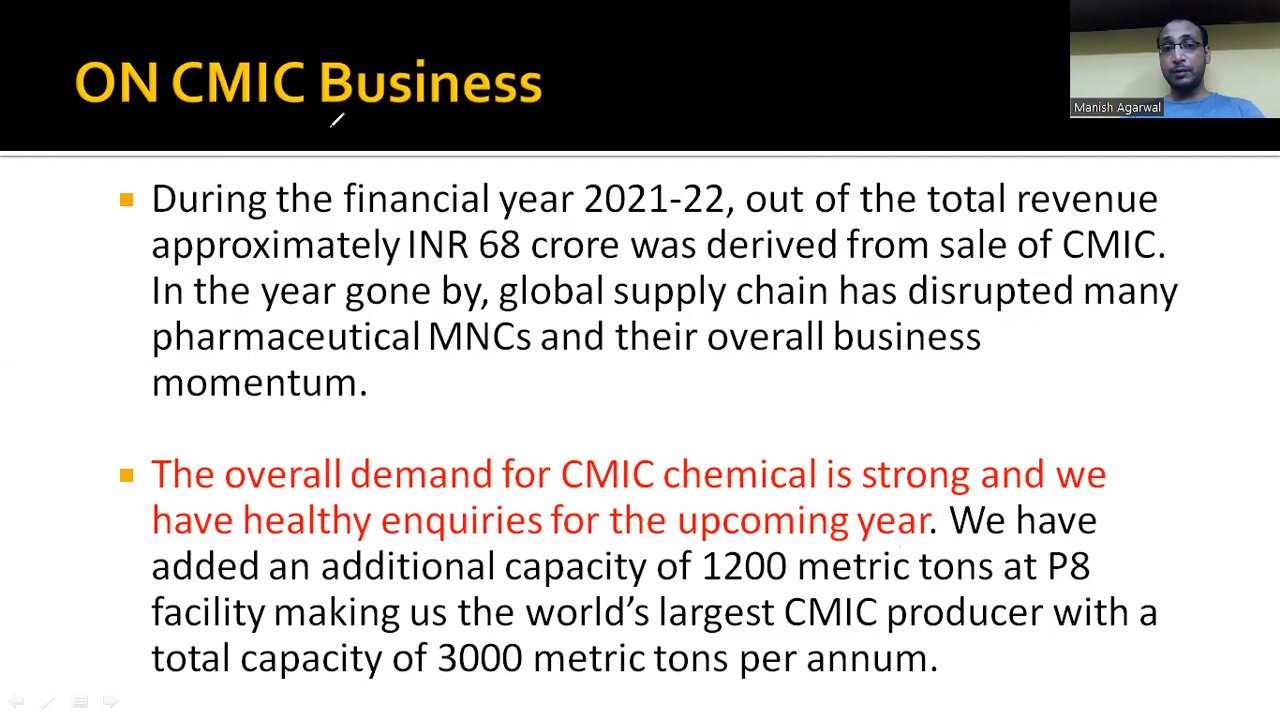 ON CMIC Business
Manish Agarwal
During the financial year 2021-22, out of the total revenue
approximately INR 68 crore was derived from sale of CMIC.
In the year gone by, global supply chain has disrupted many
pharmaceutical MNCs and their overall business
momentum.
The overall demand for CMIC chemical is strong and we
have healthy enquiries for the upcoming year. We have
added an additional capacity of 1200 metric tons at P8
facility making us the world’s largest CMIC producer with a
total capacity of 3000 metric tons per annum.